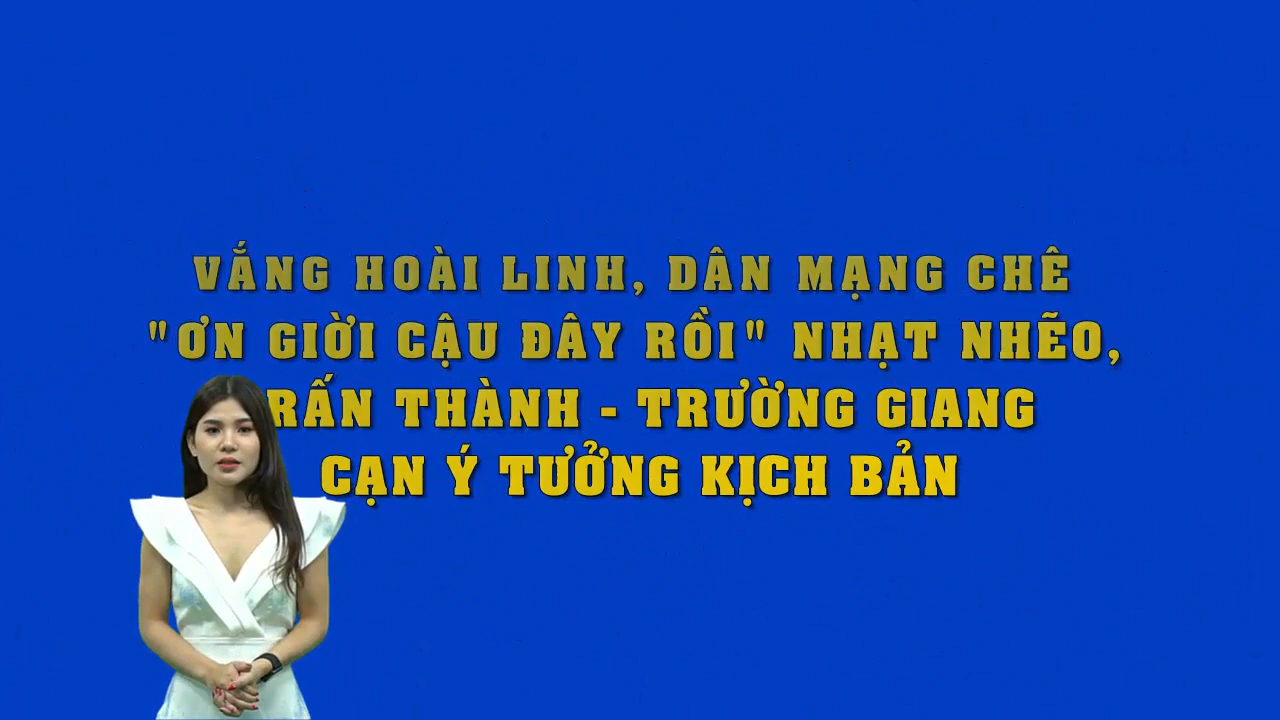 VẮNG HOÀI LINH, DÂN MẠNG CHÊ
"ƠN GIỜI CẬU ĐÂY RỒI" NHẠT NHẼO,
RẤN THÀNH - TRƯỜNG GIANG
CẠN Ý TƯỞNG KỊCH BẢN